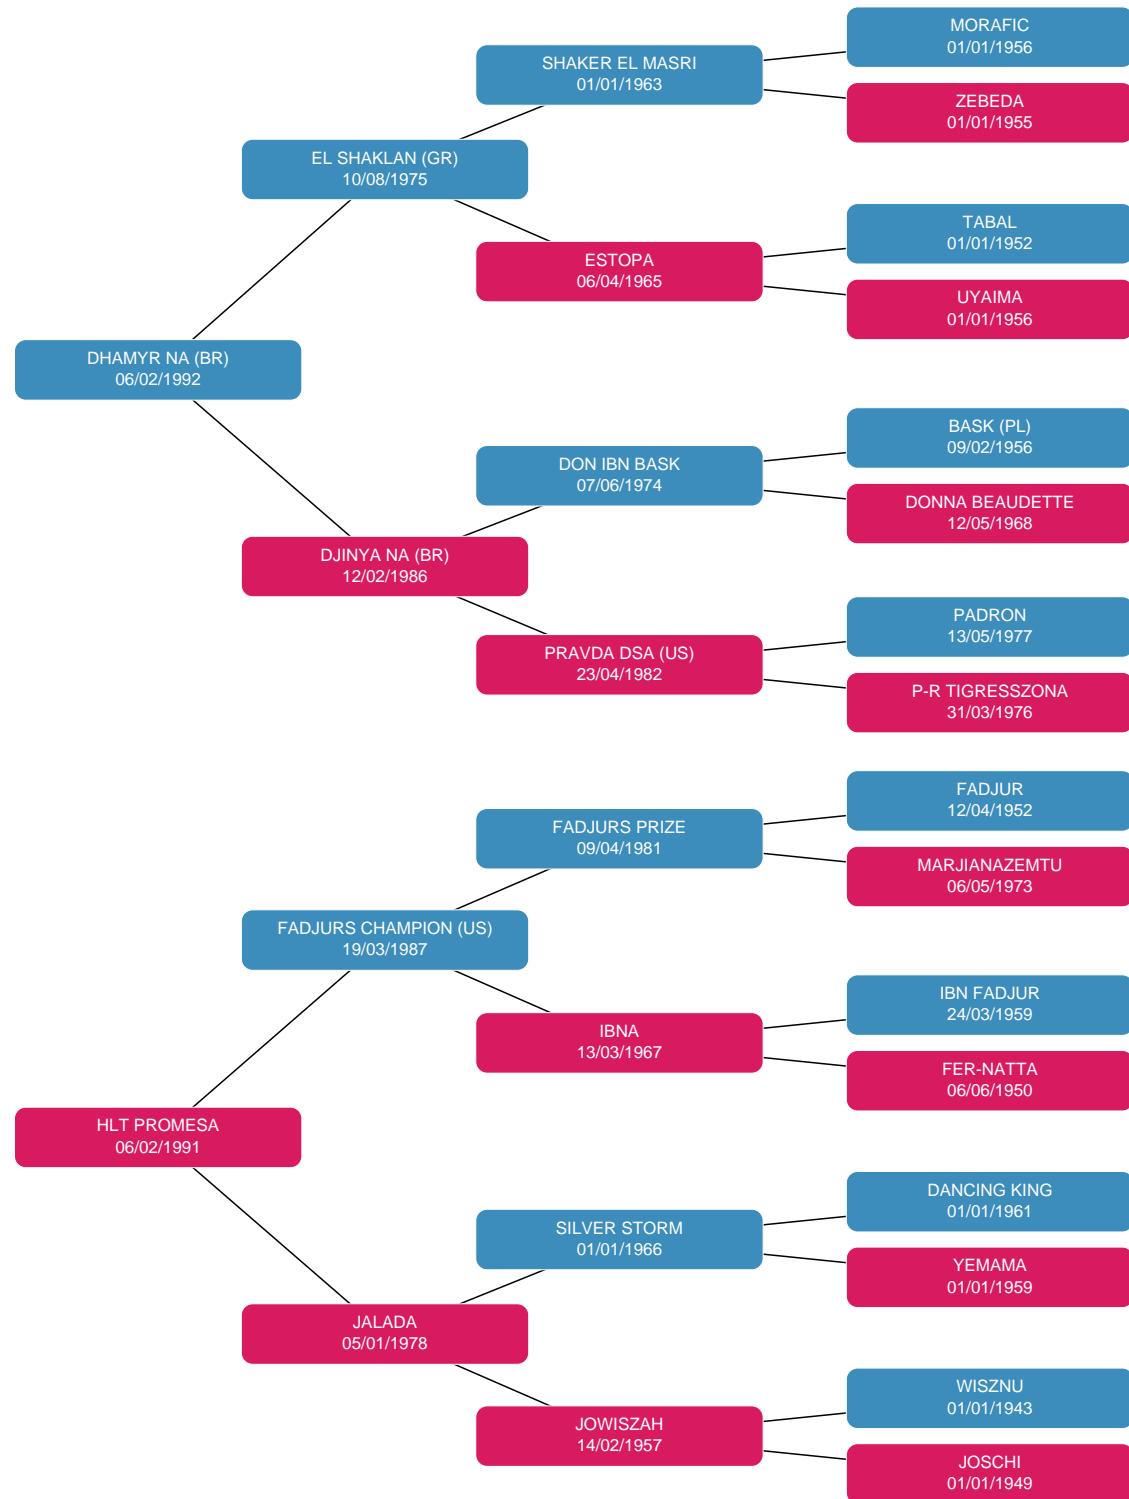 MORAFIC
01/01/1956
SHAKER EL MASRI
01/01/1963
ZEBEDA
01/01/1955
EL SHAKLAN (GR)
10/08/1975
TABAL
01/01/1952
ESTOPA
06/04/1965
UYAIMA
01/01/1956
DHAMYR NA (BR)
06/02/1992
BASK (PL)
09/02/1956
DON IBN BASK
07/06/1974
DONNA BEAUDETTE
12/05/1968
DJINYA NA (BR)
12/02/1986
PADRON
13/05/1977
PRAVDA DSA (US)
23/04/1982
P-R TIGRESSZONA
31/03/1976
FADJUR
12/04/1952
FADJURS PRIZE
09/04/1981
MARJIANAZEMTU
06/05/1973
FADJURS CHAMPION (US)
19/03/1987
IBN FADJUR
24/03/1959
IBNA
13/03/1967
FER-NATTA
06/06/1950
HLT PROMESA
06/02/1991
DANCING KING
01/01/1961
SILVER STORM
01/01/1966
YEMAMA
01/01/1959
JALADA
05/01/1978
WISZNU
01/01/1943
JOWISZAH
14/02/1957
JOSCHI
01/01/1949